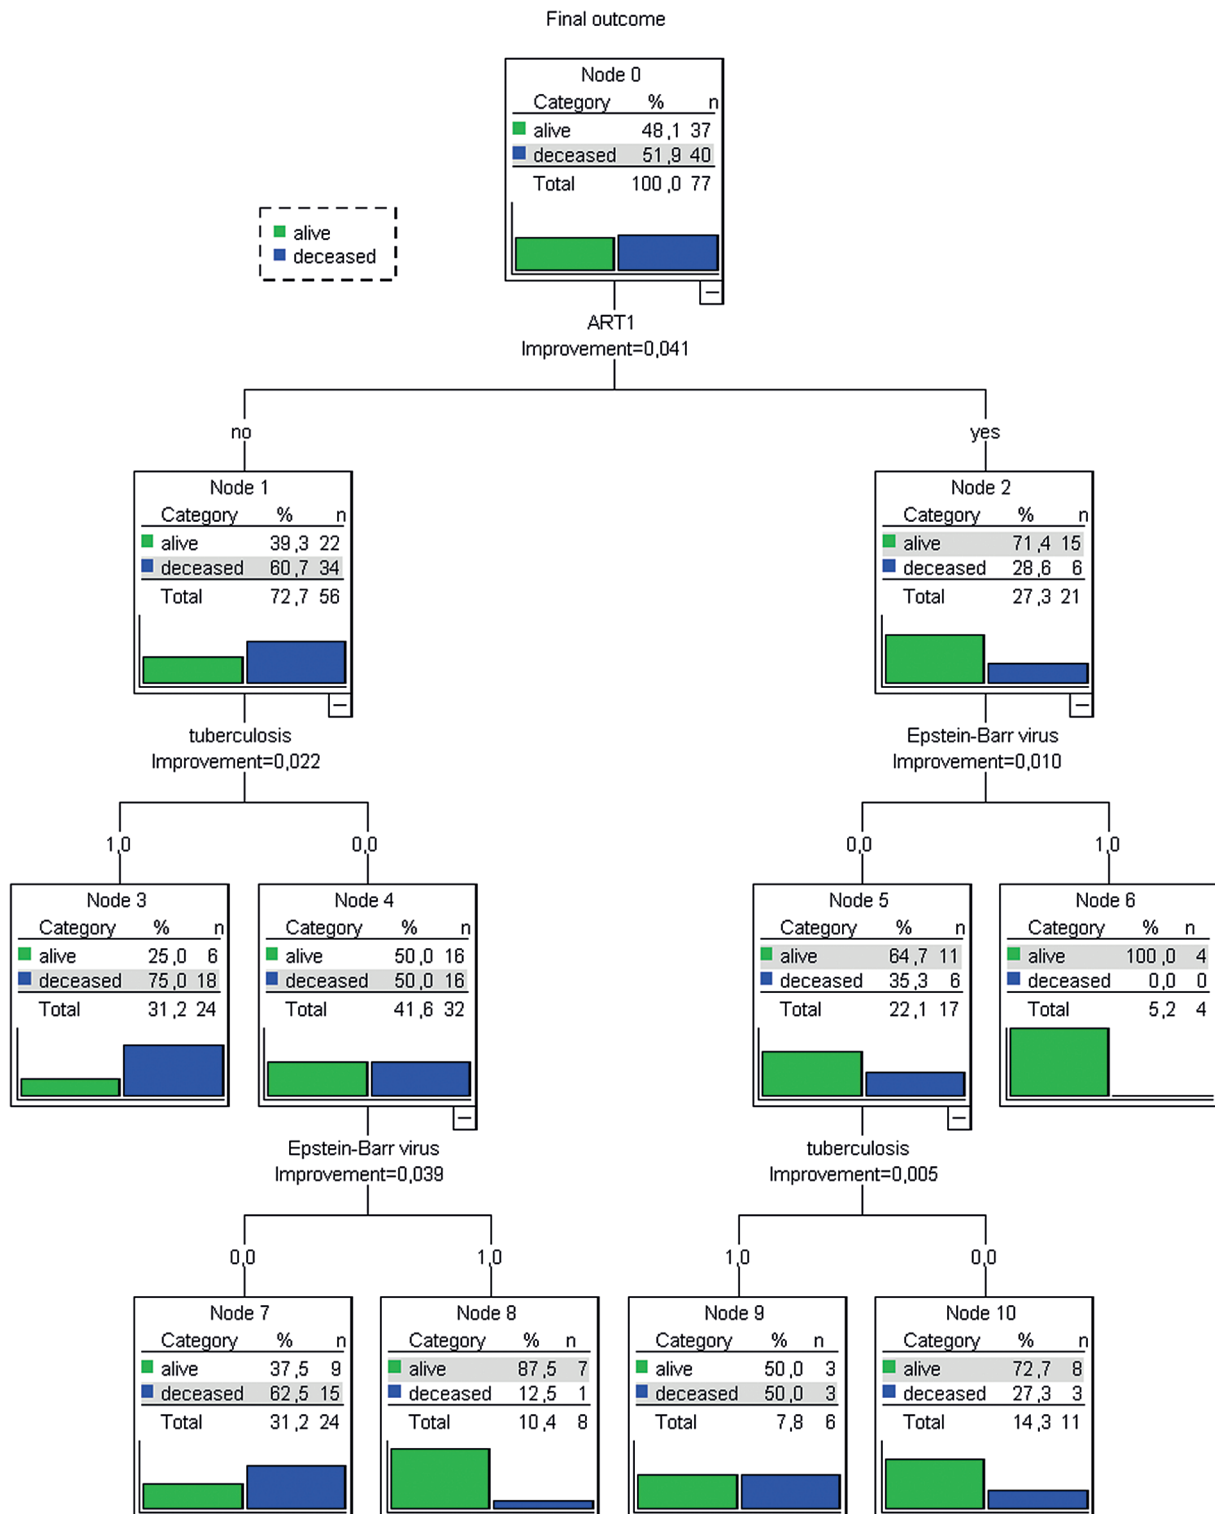 Final outcome
Node 0
Category % n
alive 48,1 37
deceased 51,9 40
Total 100,0 77
alive
deceased
ART1
Improvement=0,041
no
yes
Node 1
Category % n
alive 39,3 22
deceased 60,7 34
Total 72,7 56
Node 2
Category % n
alive 71,4 15
deceased 28,6 6
Total 27,3 21
tuberculosis
Improvement=0,022
Epstein-Barr virus
Improvement=0,010
1,0
0,0
0,0
1,0
Node 3
Category % n
alive 25,0 6
deceased 75,0 18
Total 31,2 24
Node 4
Category % n
alive 50,0 16
deceased 50,0 16
Total 41,6 32
Node 5
Category % n
alive 64,7 11
deceased 35,3 6
Total 22,1 17
Node 6
Category % n
alive 100,0 4
deceased 0,0 0
Total 5,2 4
Epstein-Barr virus
Improvement=0,039
tuberculosis
Improvement=0,005
0,0
1,0
1,0
0,0
Node 7
Category % n
alive 37,5 9
deceased 62,5 15
Total 31,2 24
Node 8
Category % n
alive 87,5 7
deceased 12,5 1
Total 10,4 8
Node 9
Category % n
alive 50,0 3
deceased 50,0 3
Total 7,8 6
Node 10
Category % n
alive 72,7 8
deceased 27,3 3
Total 14,3 11